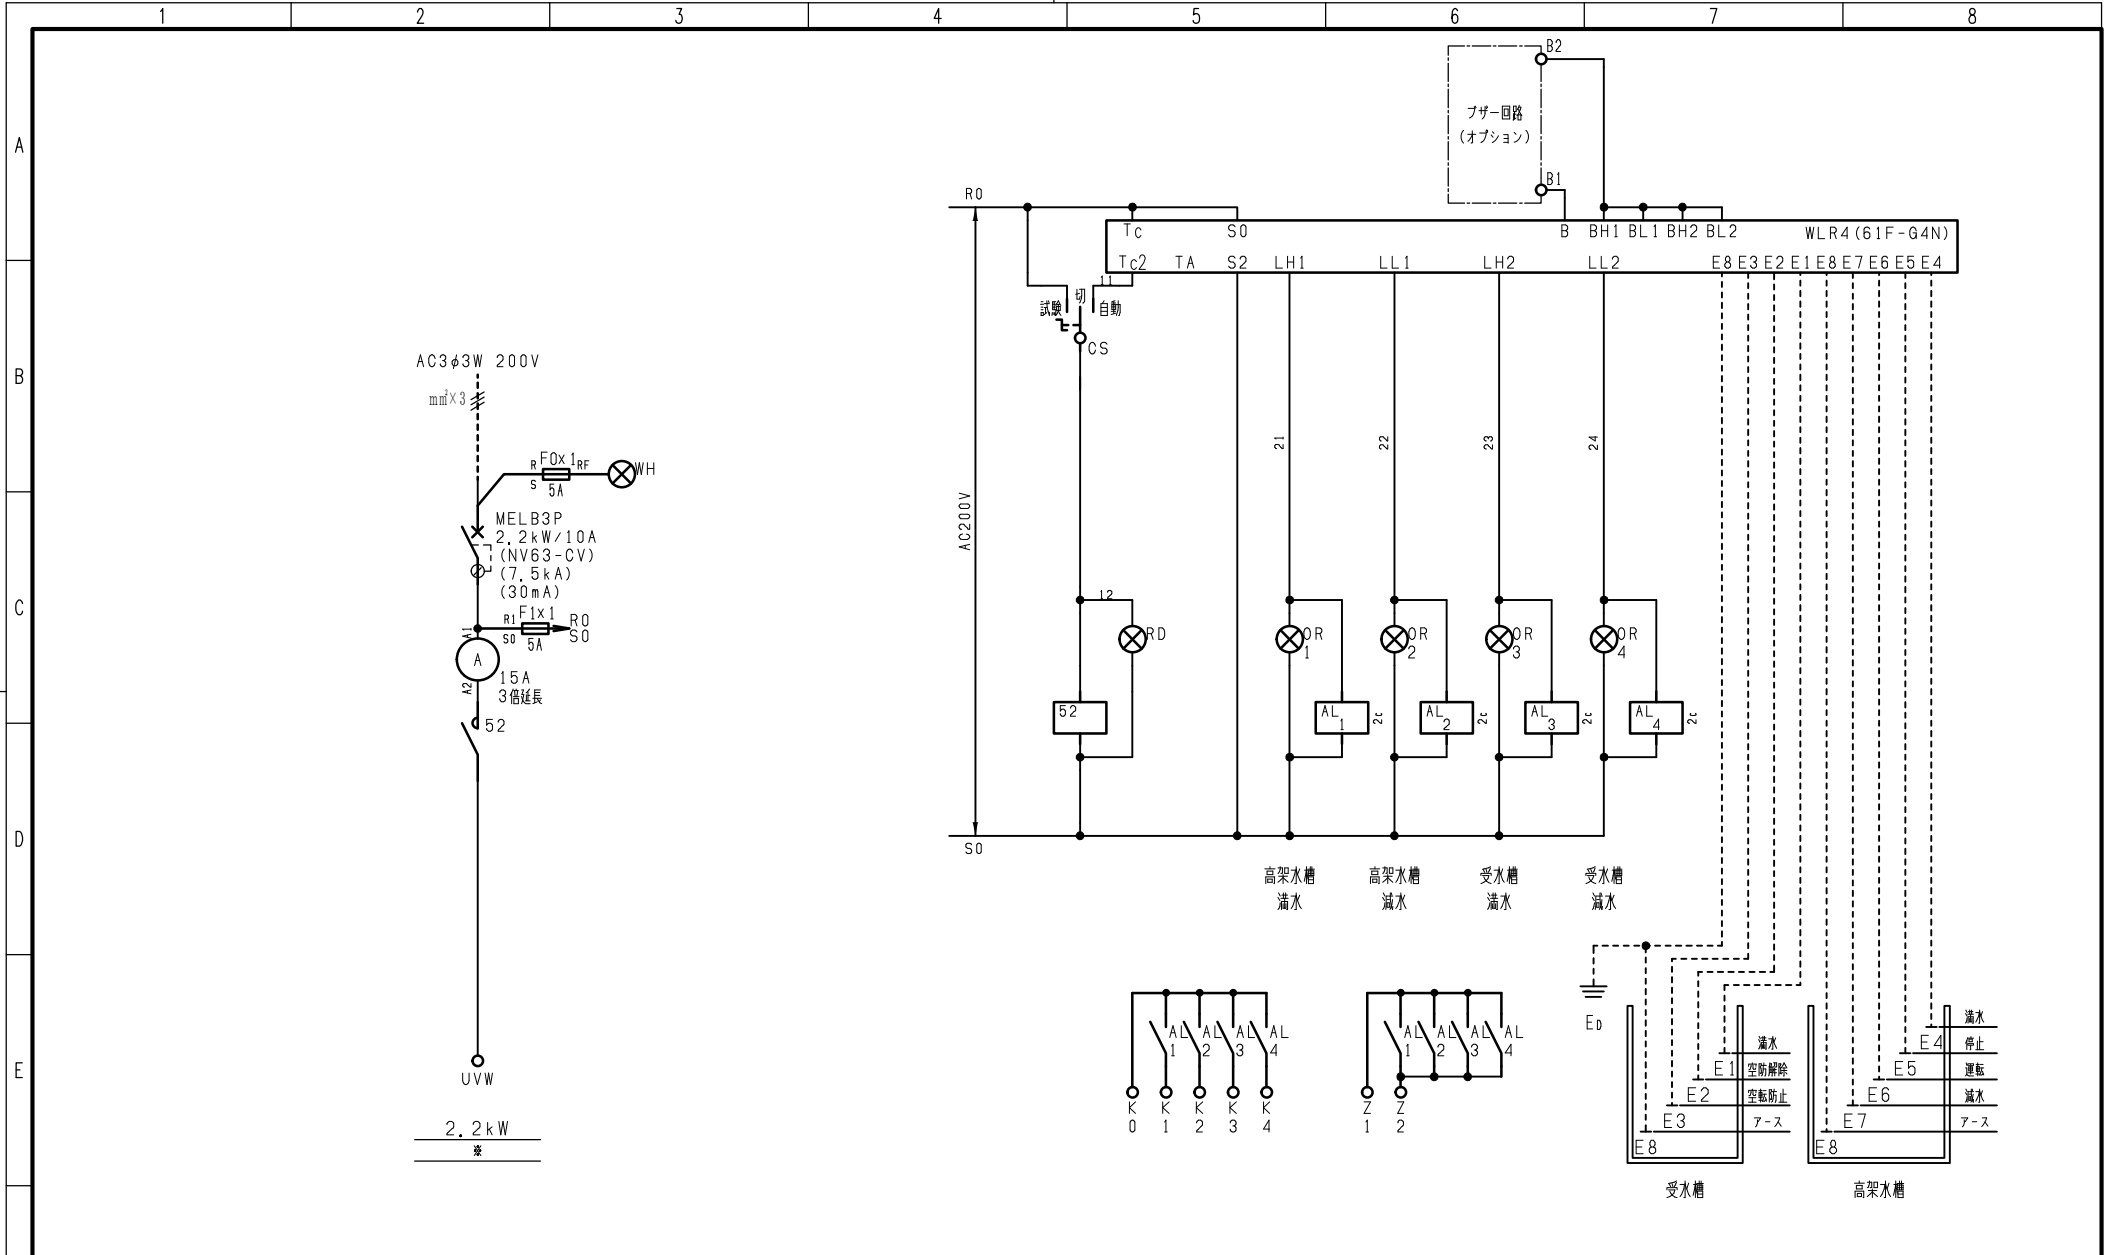 1 2 3 4 5 6 7 8
A
B
C
D
E
B2
ブザー回路
(オプション)
B1
R0
Tc S0 B BH1 BL1 BH2 BL2 WLR4(61F-G4N)
Tc2 TA S2 LH1 LL1 LH2 LL2 E8 E3 E2 E1 E8 E7 E6 E5 E4
11
試験 切 自動
CS
AC3φ3W 200V
mm²×3
R F0x1 RF
S 5A
WH
MELB3P
2.2kW/10A
(NV63-CV)
(7.5kA)
(30mA)
R1 F1x1 R0
S0 5A S0
A1
A
A2
15A
3倍延長
52
UVW
2.2kW
※
AC200V
21 22 23 24
12
RD
OR
1
OR
2
OR
3
OR
4
52
AL
1
2c
AL
2
2c
AL
3
2c
AL
4
2c
S0
高架水槽
満水
高架水槽
減水
受水槽
満水
受水槽
減水
AL
1
AL
2
AL
3
AL
4
K
0
K
1
K
2
K
3
K
4
AL
1
AL
2
AL
3
AL
4
Z
1
Z
2
ED
満水
E1 空防解除
E2 空転防止
E3 アース
E8
受水槽
満水
E4 停止
E5 運転
E6 減水
E7 アース
E8
高架水槽